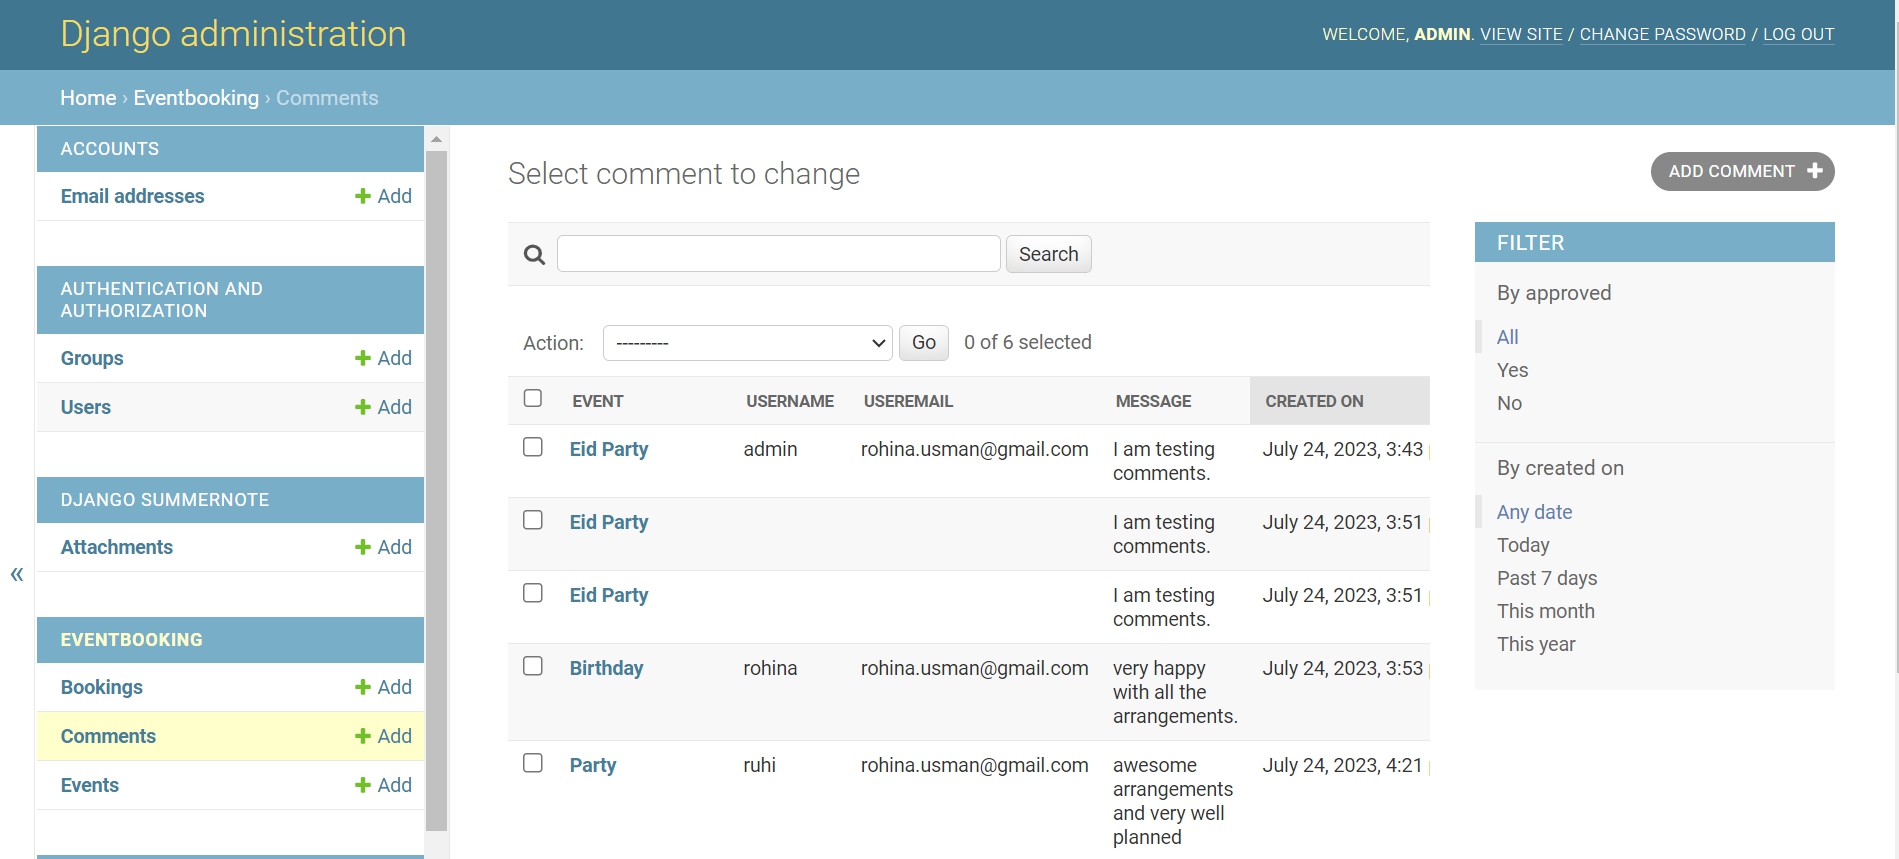 Django administration
WELCOME, ADMIN. VIEW SITE / CHANGE PASSWORD / LOG OUT
Home › Eventbooking › Comments
ACCOUNTS
Email addresses
Add
AUTHENTICATION AND
AUTHORIZATION
Groups
Add
Users
Add
DJANGO SUMMERNOTE
Attachments
Add
«
EVENTBOOKING
Bookings
Add
Comments
Add
Events
Add
Select comment to change
ADD COMMENT
Search
Action: --------- Go 0 of 6 selected
EVENT USERNAME USEREMAIL MESSAGE CREATED ON
Eid Party admin rohina.usman@gmail.com I am testing July 24, 2023, 3:43
comments.
Eid Party I am testing July 24, 2023, 3:51
comments.
Eid Party I am testing July 24, 2023, 3:51
comments.
Birthday rohina rohina.usman@gmail.com very happy July 24, 2023, 3:53
with all the
arrangements.
Party ruhi rohina.usman@gmail.com awesome July 24, 2023, 4:21
arrangements
and very well
planned
FILTER
By approved
All
Yes
No
By created on
Any date
Today
Past 7 days
This month
This year